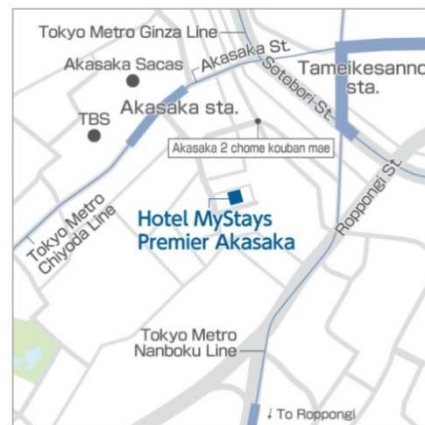 Tokyo Metro Ginza Line
Akasaka St.
Akasaka Sacas
Sotobori St.
Tameikesanno
sta.
Akasaka sta.
TBS
Akasaka 2 chome kouban mae
Roppongi St.
Hotel MyStays
Premier Akasaka
Tokyo Metro
Chiyoda Line
Tokyo Metro
Nanboku Line
↓ To Roppongi